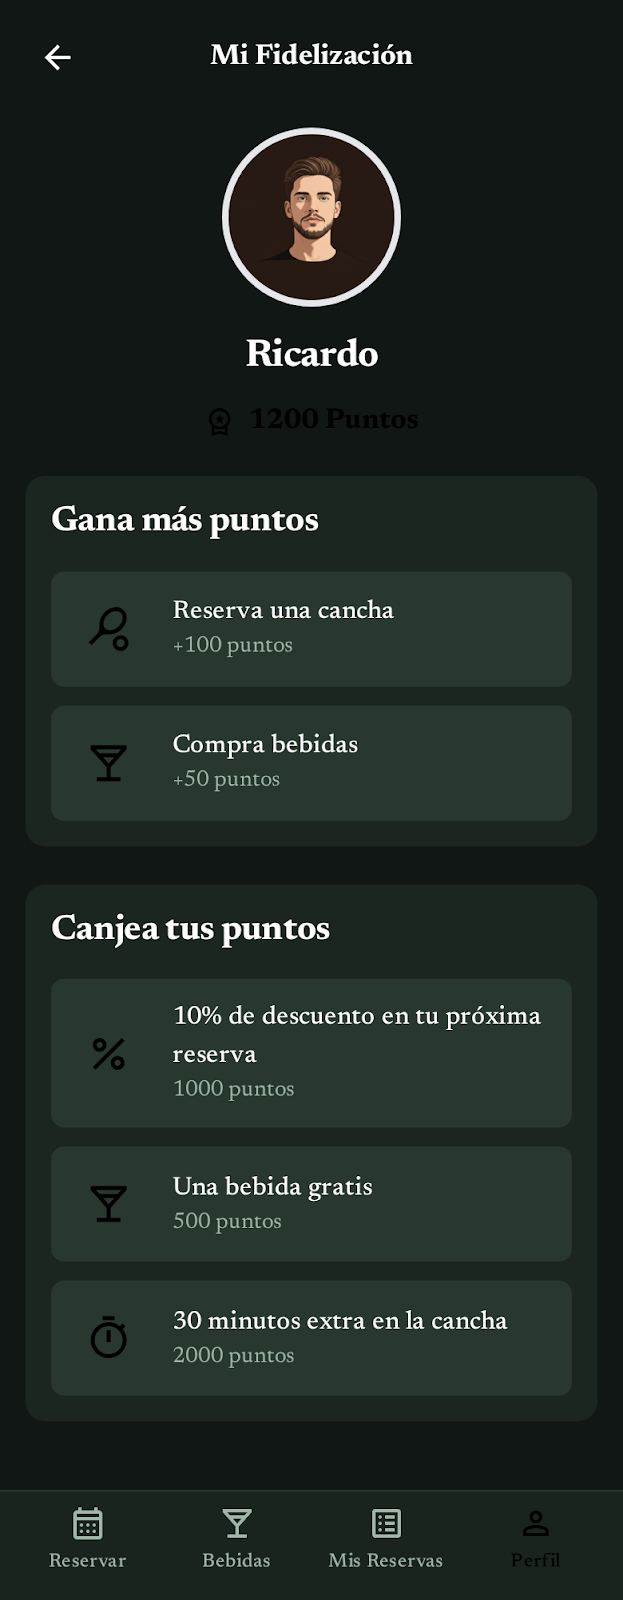 Mi Fidelización
Ricardo
1200 Puntos
Gana más puntos
Reserva una cancha
+100 puntos
Compra bebidas
+50 puntos
Canjea tus puntos
10% de descuento en tu próxima
reserva
1000 puntos
Una bebida gratis
500 puntos
30 minutos extra en la cancha
2000 puntos
Reservar
Bebidas
Mis Reservas
Perfil